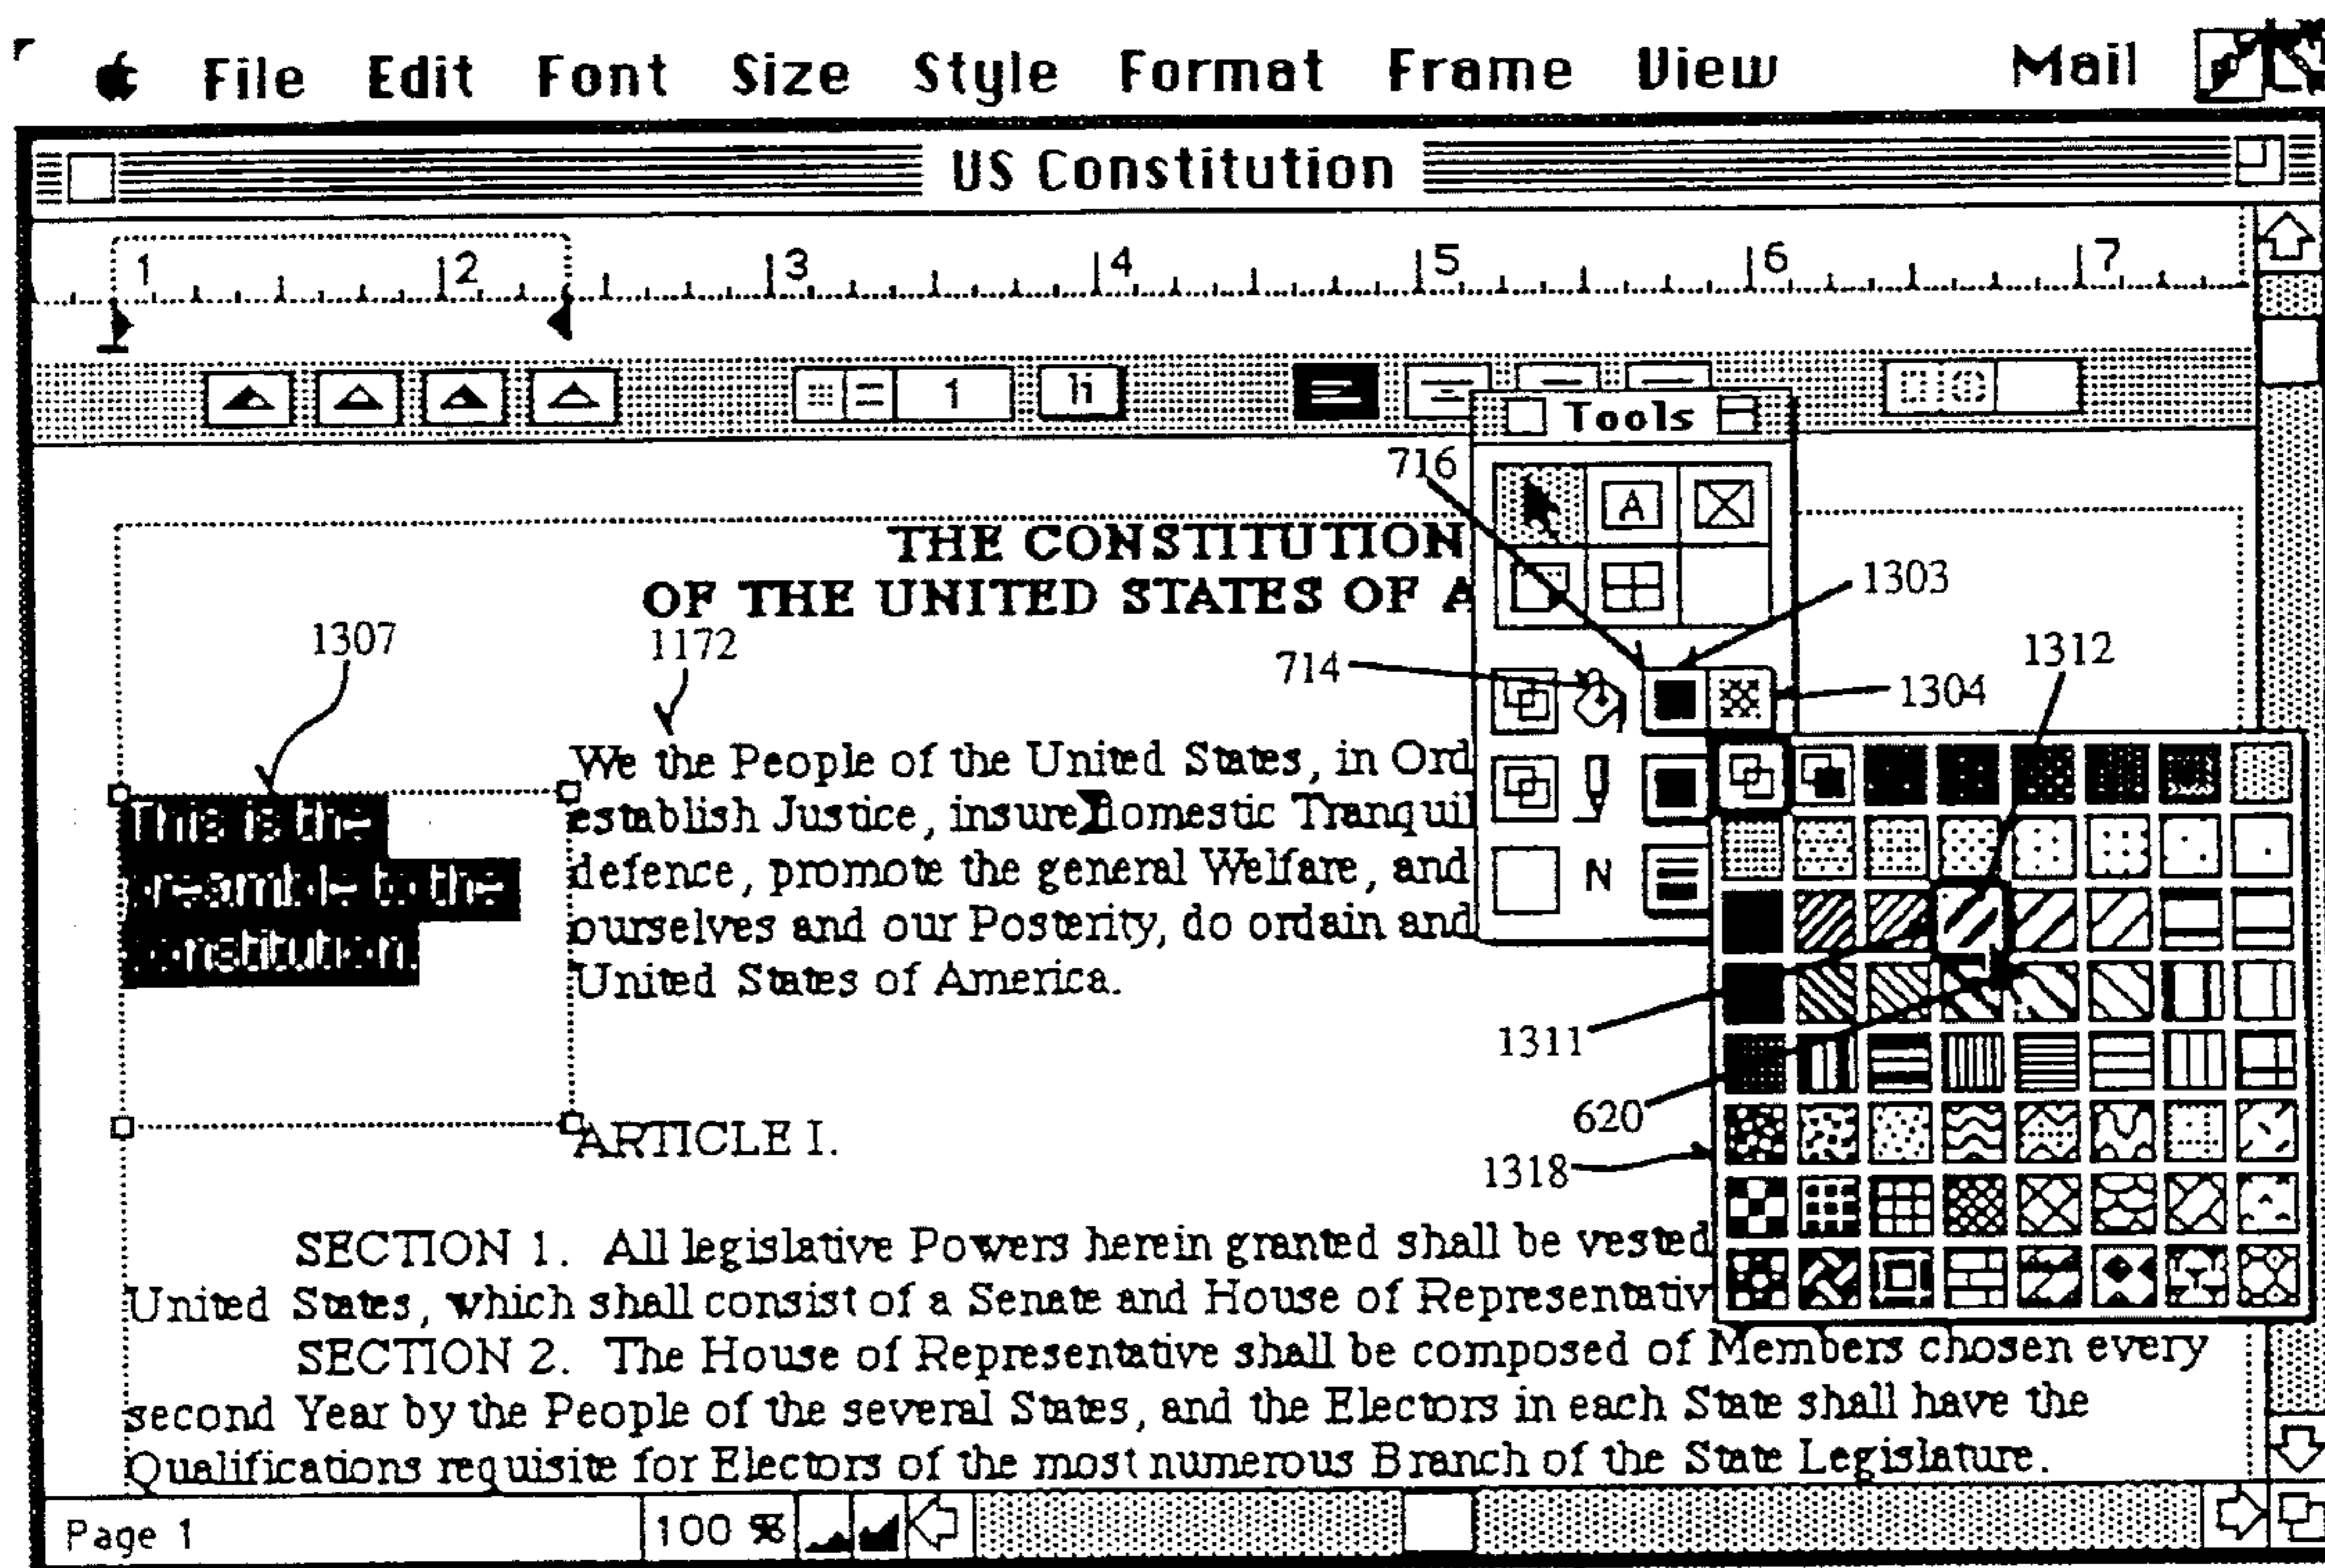 File Edit Font Size Style Format Frame View Mail
US Constitution
1 2 3 4 5 6 7
1 li
Tools
716
THE CONSTITUTION
OF THE UNITED STATES OF A
1303
1307
1172
714
1312
1304
We the People of the United States, in Ord
establish Justice, insure Domestic Tranquil
defence, promote the general Welfare, and
ourselves and our Posterity, do ordain and
United States of America.
This is the
preamble to the
constitution.
A
N
1311
620
1318
ARTICLE I.
SECTION 1. All legislative Powers herein granted shall be vested
United States, which shall consist of a Senate and House of Representativ
SECTION 2. The House of Representative shall be composed of Members chosen every
second Year by the People of the several States, and the Electors in each State shall have the
Qualifications requisite for Electors of the most numerous Branch of the State Legislature.
Page 1 100 %